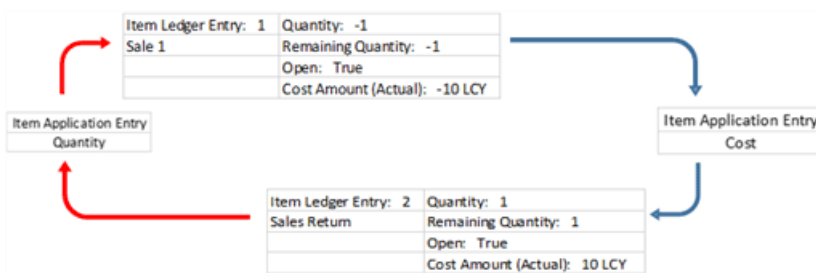 Item Ledger Entry: 1 Quantity: -1
Sale 1 Remaining Quantity: -1
Open: True
Cost Amount (Actual): -10 LCY
Item Application Entry
Quantity
Item Application Entry
Cost
Item Ledger Entry: 2 Quantity: 1
Sales Return Remaining Quantity: 1
Open: True
Cost Amount (Actual): 10 LCY